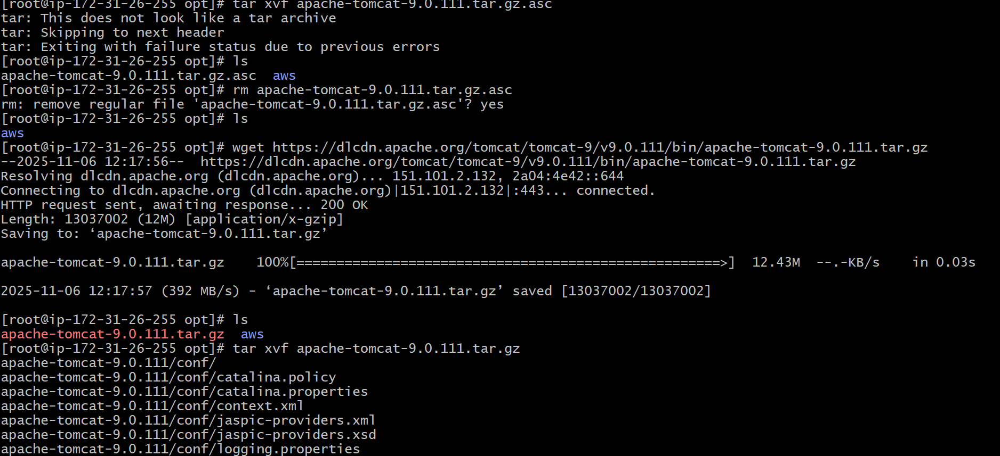 [root@ip-172-31-26-255 opt]# tar xvf apache-tomcat-9.0.111.tar.gz.asc
tar: This does not look like a tar archive
tar: Skipping to next header
tar: Exiting with failure status due to previous errors
[root@ip-172-31-26-255 opt]# ls
apache-tomcat-9.0.111.tar.gz.asc  aws
[root@ip-172-31-26-255 opt]# rm apache-tomcat-9.0.111.tar.gz.asc
rm: remove regular file 'apache-tomcat-9.0.111.tar.gz.asc'? yes
[root@ip-172-31-26-255 opt]# ls
aws
[root@ip-172-31-26-255 opt]# wget https://dlcdn.apache.org/tomcat/tomcat-9/v9.0.111/bin/apache-tomcat-9.0.111.tar.gz
--2025-11-06 12:17:56--  https://dlcdn.apache.org/tomcat/tomcat-9/v9.0.111/bin/apache-tomcat-9.0.111.tar.gz
Resolving dlcdn.apache.org (dlcdn.apache.org)... 151.101.2.132, 2a04:4e42::644
Connecting to dlcdn.apache.org (dlcdn.apache.org)|151.101.2.132|:443... connected.
HTTP request sent, awaiting response... 200 OK
Length: 13037002 (12M) [application/x-gzip]
Saving to: ‘apache-tomcat-9.0.111.tar.gz’
apache-tomcat-9.0.111.tar.gz    100%[=====================================================>]  12.43M  --.-KB/s    in 0.03s
2025-11-06 12:17:57 (392 MB/s) - ‘apache-tomcat-9.0.111.tar.gz’ saved [13037002/13037002]
[root@ip-172-31-26-255 opt]# ls
apache-tomcat-9.0.111.tar.gz  aws
[root@ip-172-31-26-255 opt]# tar xvf apache-tomcat-9.0.111.tar.gz
apache-tomcat-9.0.111/conf/
apache-tomcat-9.0.111/conf/catalina.policy
apache-tomcat-9.0.111/conf/catalina.properties
apache-tomcat-9.0.111/conf/context.xml
apache-tomcat-9.0.111/conf/jaspic-providers.xml
apache-tomcat-9.0.111/conf/jaspic-providers.xsd
apache-tomcat-9.0.111/conf/logging.properties